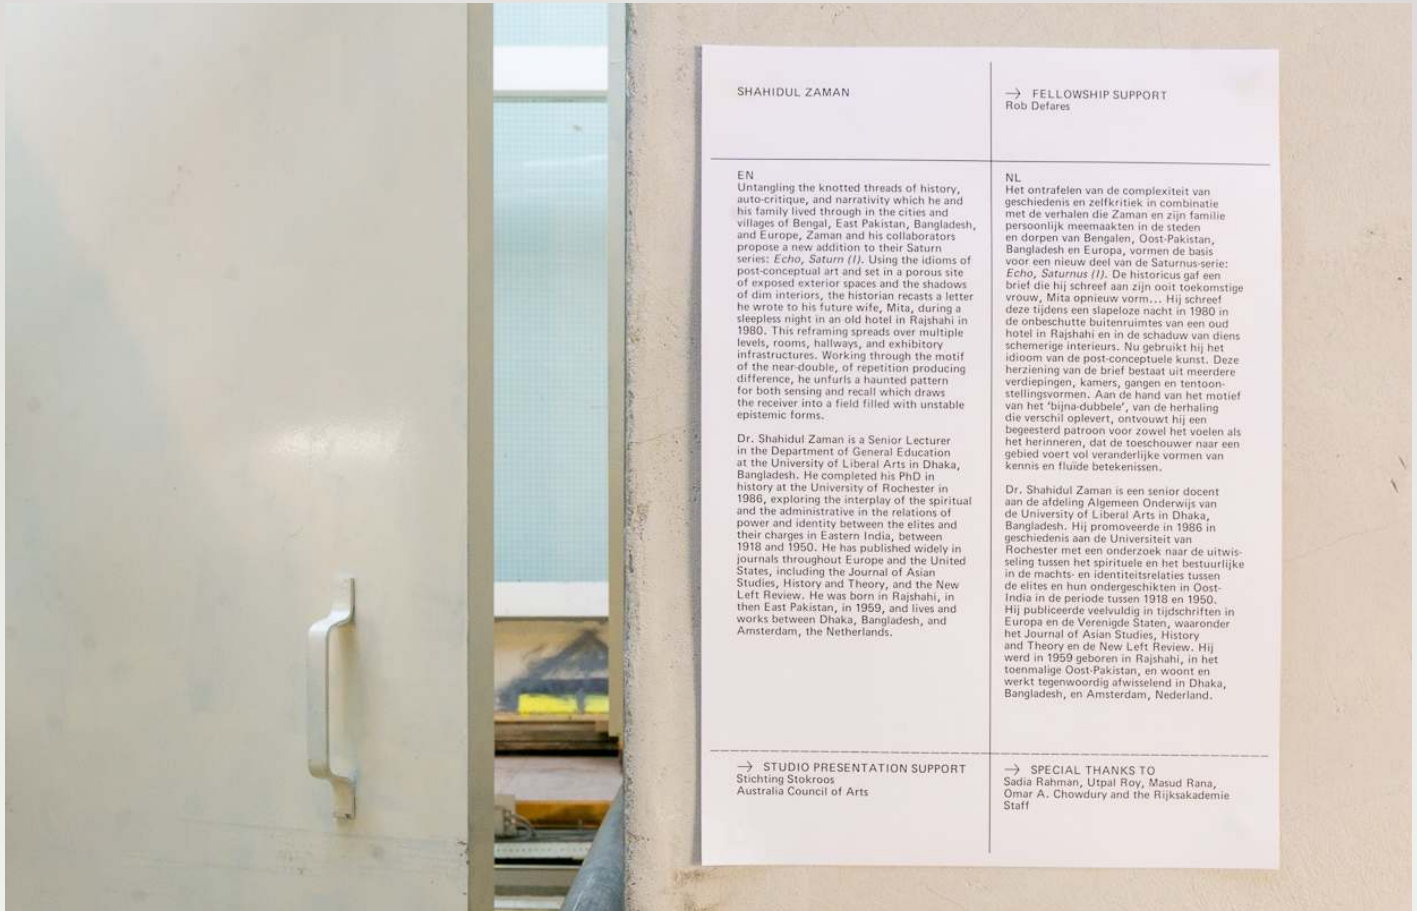 SHAHIDUL ZAMAN
→ FELLOWSHIP SUPPORT
Rob Defares
EN
Untangling the knotted threads of history,
auto-critique, and narrativity which he and
his family lived through in the cities and
villages of Bengal, East Pakistan, Bangladesh,
and Europe, Zaman and his collaborators
propose a new addition to their Saturn
series: Echo, Saturn (I). Using the idioms of
post-conceptual art and set in a porous site
of exposed exterior spaces and the shadows
of dim interiors, the historian recasts a letter
he wrote to his future wife, Mita, during a
sleepless night in an old hotel in Rajshahi in
1980. This reframing spreads over multiple
levels, rooms, hallways, and exhibitory
infrastructures. Working through the motif
of the near-double, of repetition producing
difference, he unfurls a haunted pattern
for both sensing and recall which draws
the receiver into a field filled with unstable
epistemic forms.
Dr. Shahidul Zaman is a Senior Lecturer
in the Department of General Education
at the University of Liberal Arts in Dhaka,
Bangladesh. He completed his PhD in
history at the University of Rochester in
1986, exploring the interplay of the spiritual
and the administrative in the relations of
power and identity between the elites and
their charges in Eastern India, between
1918 and 1950. He has published widely in
journals throughout Europe and the United
States, including the Journal of Asian
Studies, History and Theory, and the New
Left Review. He was born in Rajshahi, in
then East Pakistan, in 1959, and lives and
works between Dhaka, Bangladesh, and
Amsterdam, the Netherlands.
NL
Het ontrafelen van de complexiteit van
geschiedenis en zelfkritiek in combinatie
met de verhalen die Zaman en zijn familie
persoonlijk meemaakten in de steden
en dorpen van Bengalen, Oost-Pakistan,
Bangladesh en Europa, vormen de basis
voor een nieuw deel van de Saturnus-serie:
Echo, Saturnus (I). De historicus gaf een
brief die hij schreef aan zijn ooit toekomstige
vrouw, Mita opnieuw vorm... Hij schreef
deze tijdens een slapeloze nacht in 1980 in
de onbeschutte buitenruimtes van een oud
hotel in Rajshahi en in de schaduw van diens
schemerige interieurs. Nu gebruikt hij het
idioom van de post-conceptuele kunst. Deze
herziening van de brief bestaat uit meerdere
verdiepingen, kamers, gangen en tentoon-
stellingsvormen. Aan de hand van het motief
van het 'bijna-dubbele', van de herhaling
die verschil oplevert, ontvouwt hij een
begeesterd patroon voor zowel het voelen als
het herinneren, dat de toeschouwer naar een
gebied voert vol veranderlijke vormen van
kennis en fluïde betekenissen.
Dr. Shahidul Zaman is een senior docent
aan de afdeling Algemeen Onderwijs van
de University of Liberal Arts in Dhaka,
Bangladesh. Hij promoveerde in 1986 in
geschiedenis aan de Universiteit van
Rochester met een onderzoek naar de uitwis-
seling tussen het spirituele en het bestuurlijke
in de machts- en identiteitsrelaties tussen
de elites en hun ondergeschikten in Oost-
India in de periode tussen 1918 en 1950.
Hij publiceerde veelvuldig in tijdschriften in
Europa en de Verenigde Staten, waaronder
het Journal of Asian Studies, History
and Theory en de New Left Review. Hij
werd in 1959 geboren in Rajshahi, in het
toenmalige Oost-Pakistan, en woont en
werkt tegenwoordig afwisselend in Dhaka,
Bangladesh, en Amsterdam, Nederland.
→ STUDIO PRESENTATION SUPPORT
Stichting Stokroos
Australia Council of Arts
→ SPECIAL THANKS TO
Sadia Rahman, Utpal Roy, Masud Rana,
Omar A. Chowdury and the Rijksakademie
Staff